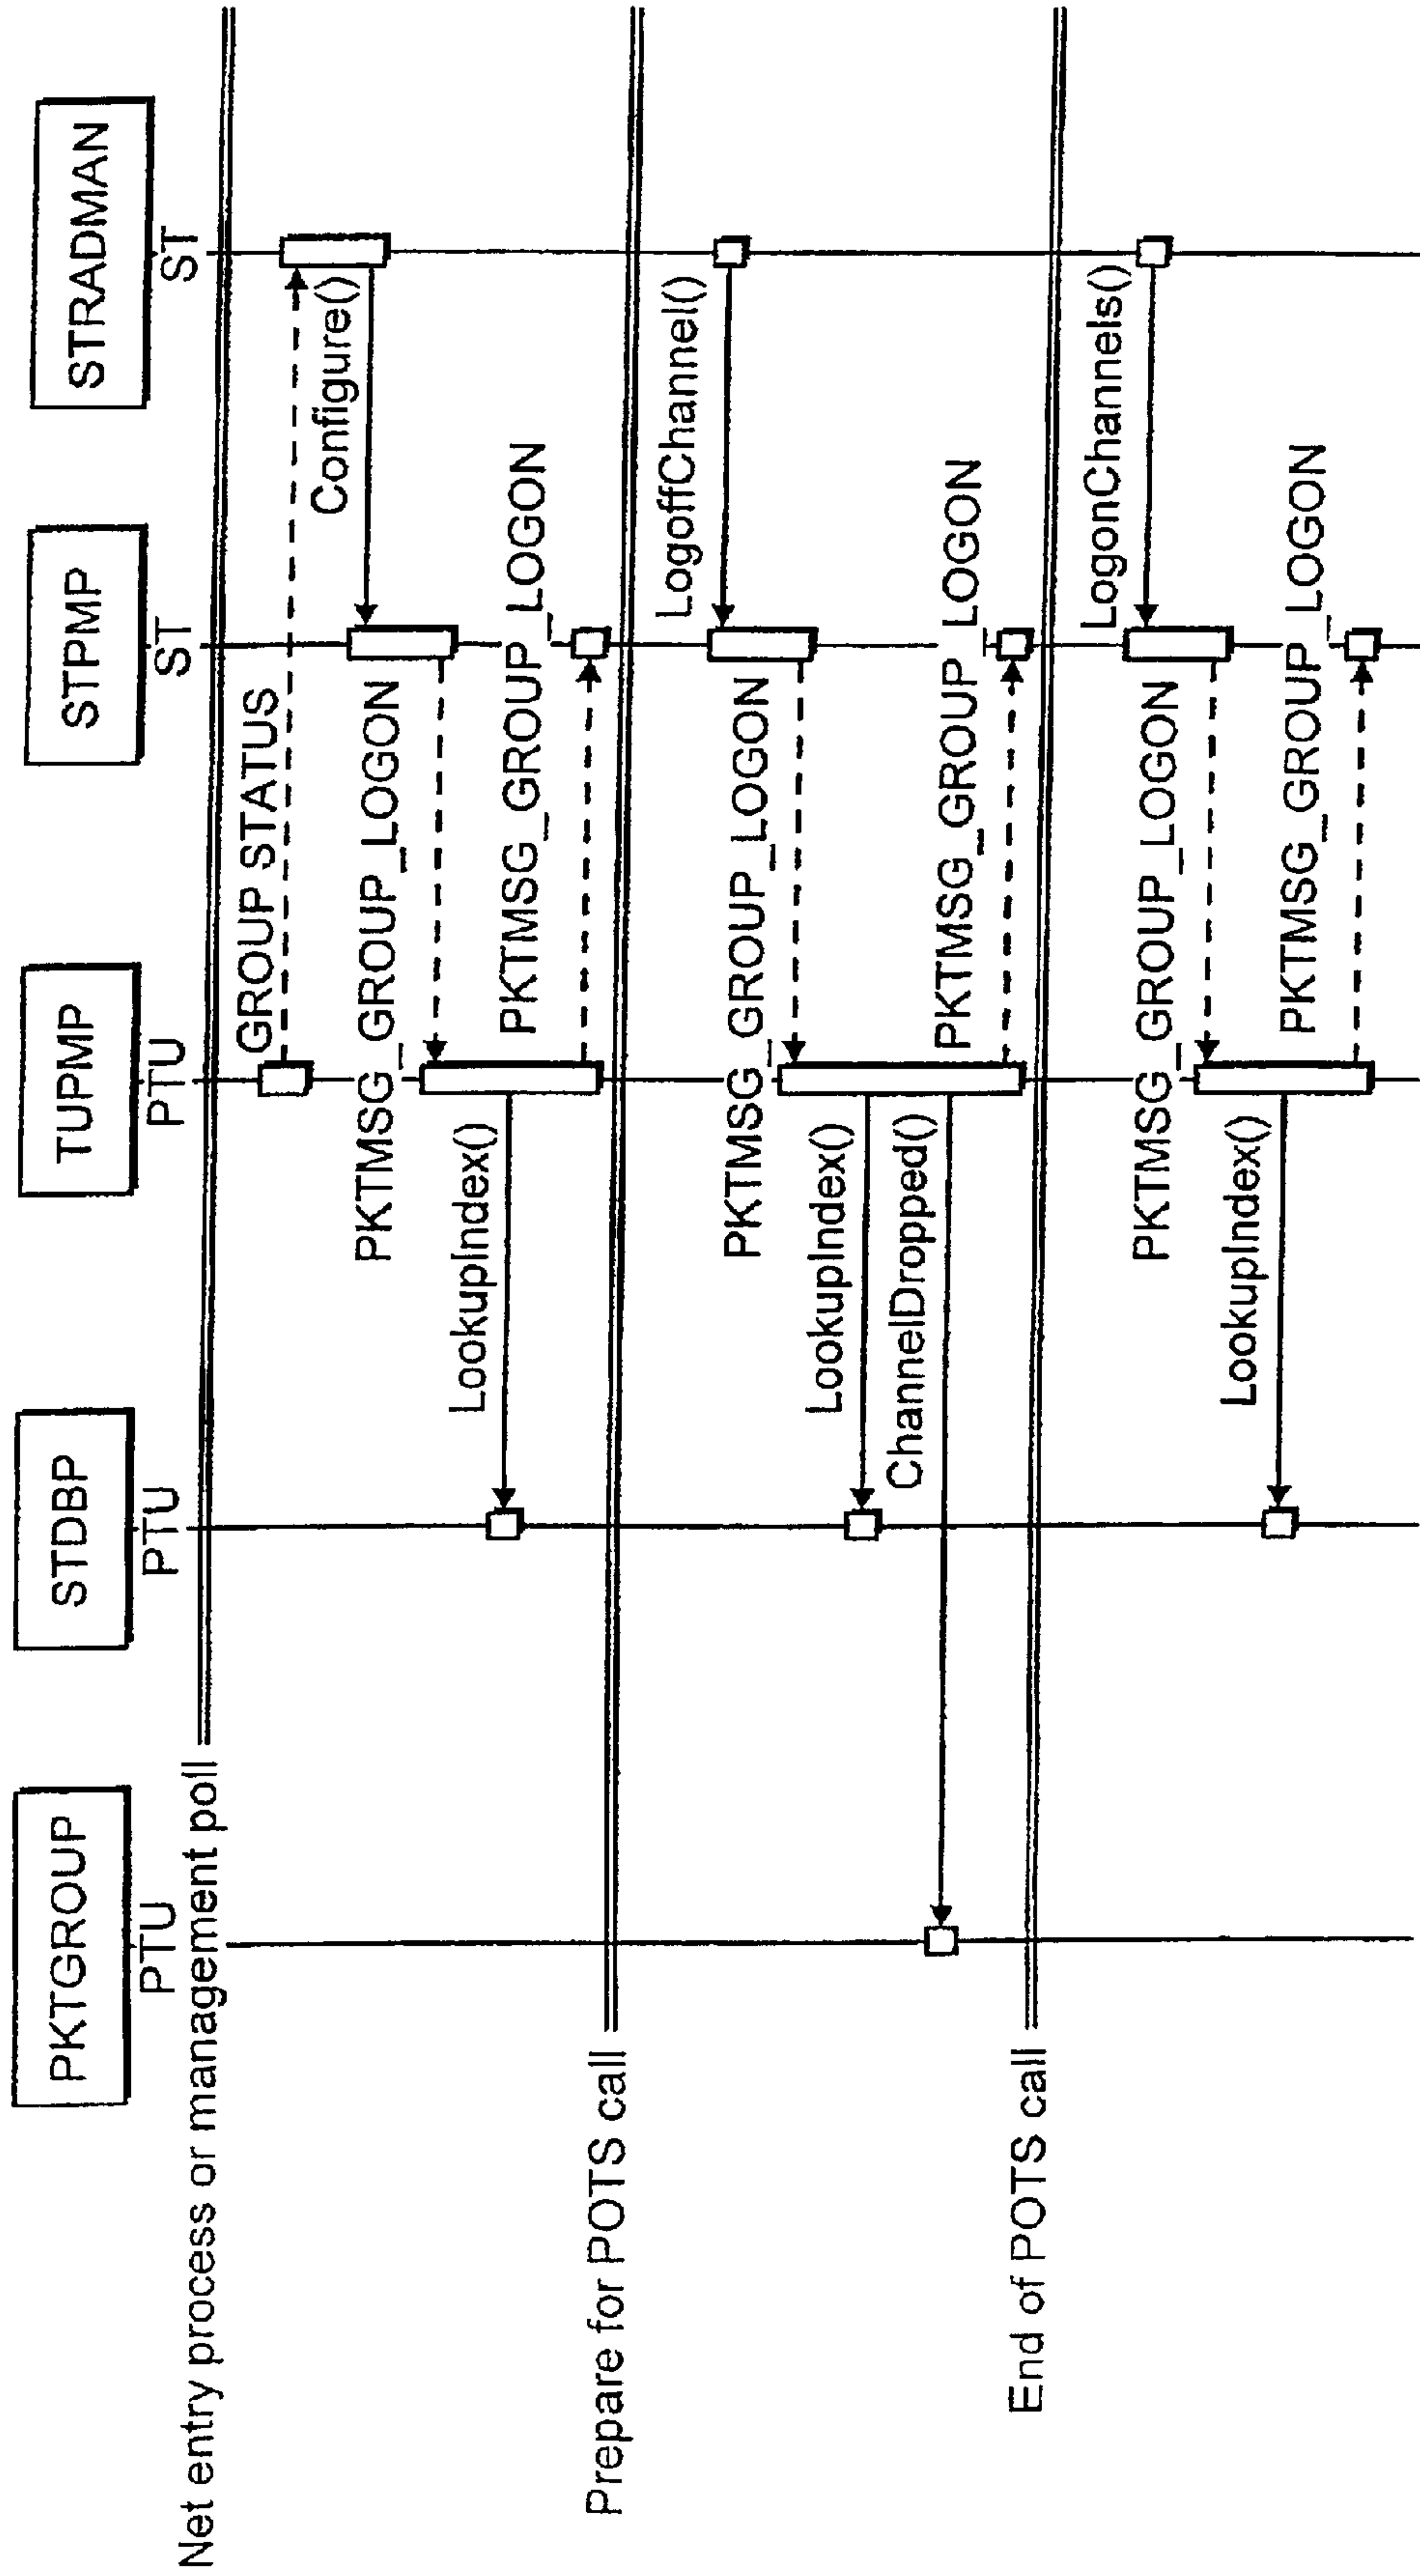 PKTGROUP
PTU
STDBP
PTU
TUPMP
PTU
STPMP
ST
STRADMAN
ST
Net entry process or management poll
GROUP STATUS
Configure()
PKTMSG_GROUP_LOGON
LookupIndex()
PKTMSG_GROUP_LOGON
Prepare for POTS call
LogoffChannel()
PKTMSG_GROUP_LOGON
LookupIndex()
ChannelDropped()
PKTMSG_GROUP_LOGON
End of POTS call
LogonChannels()
PKTMSG_GROUP_LOGON
LookupIndex()
PKTMSG_GROUP_LOGON